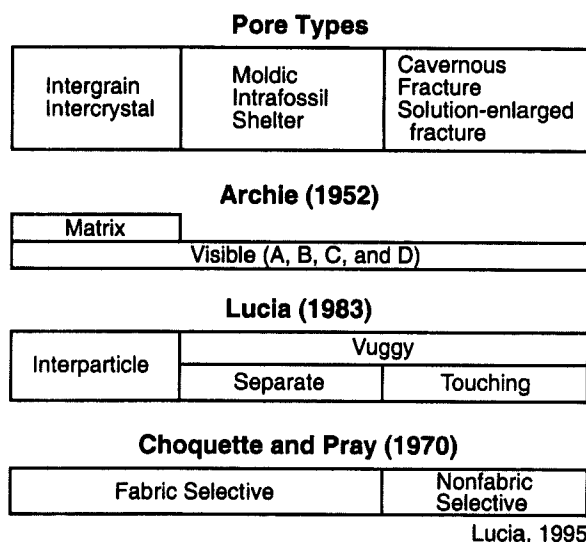 Pore Types
Intergrain
Intercrystal
Moldic
Intrafossil
Shelter
Cavernous
Fracture
Solution-enlarged
fracture
Archie (1952)
Matrix
Visible (A, B, C, and D)
Lucia (1983)
Interparticle
Vuggy
Separate
Touching
Choquette and Pray (1970)
Fabric Selective
Nonfabric
Selective
Lucia, 1995